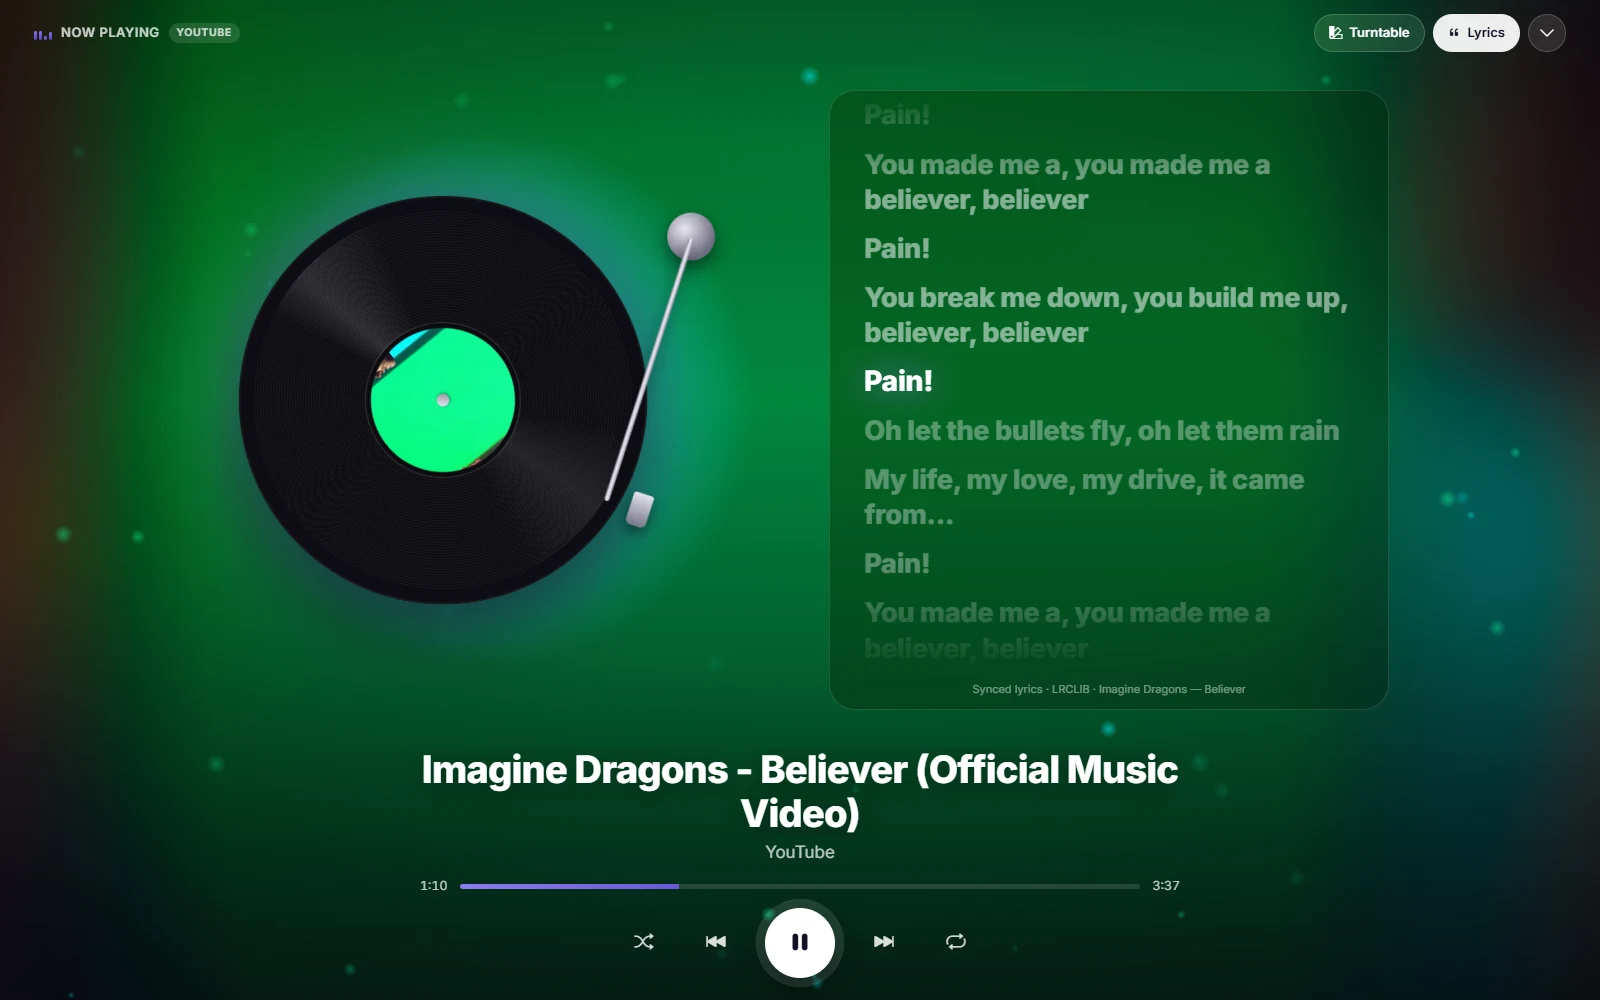 NOW PLAYING YOUTUBE
Turntable
Lyrics
Pain!
You made me a, you made me a
believer, believer
Pain!
You break me down, you build me up,
believer, believer
Pain!
Oh let the bullets fly, oh let them rain
My life, my love, my drive, it came
from...
Pain!
You made me a, you made me a
believer, believer
Synced lyrics · LRCLIB · Imagine Dragons — Believer
Imagine Dragons - Believer (Official Music
Video)
YouTube
1:10
3:37